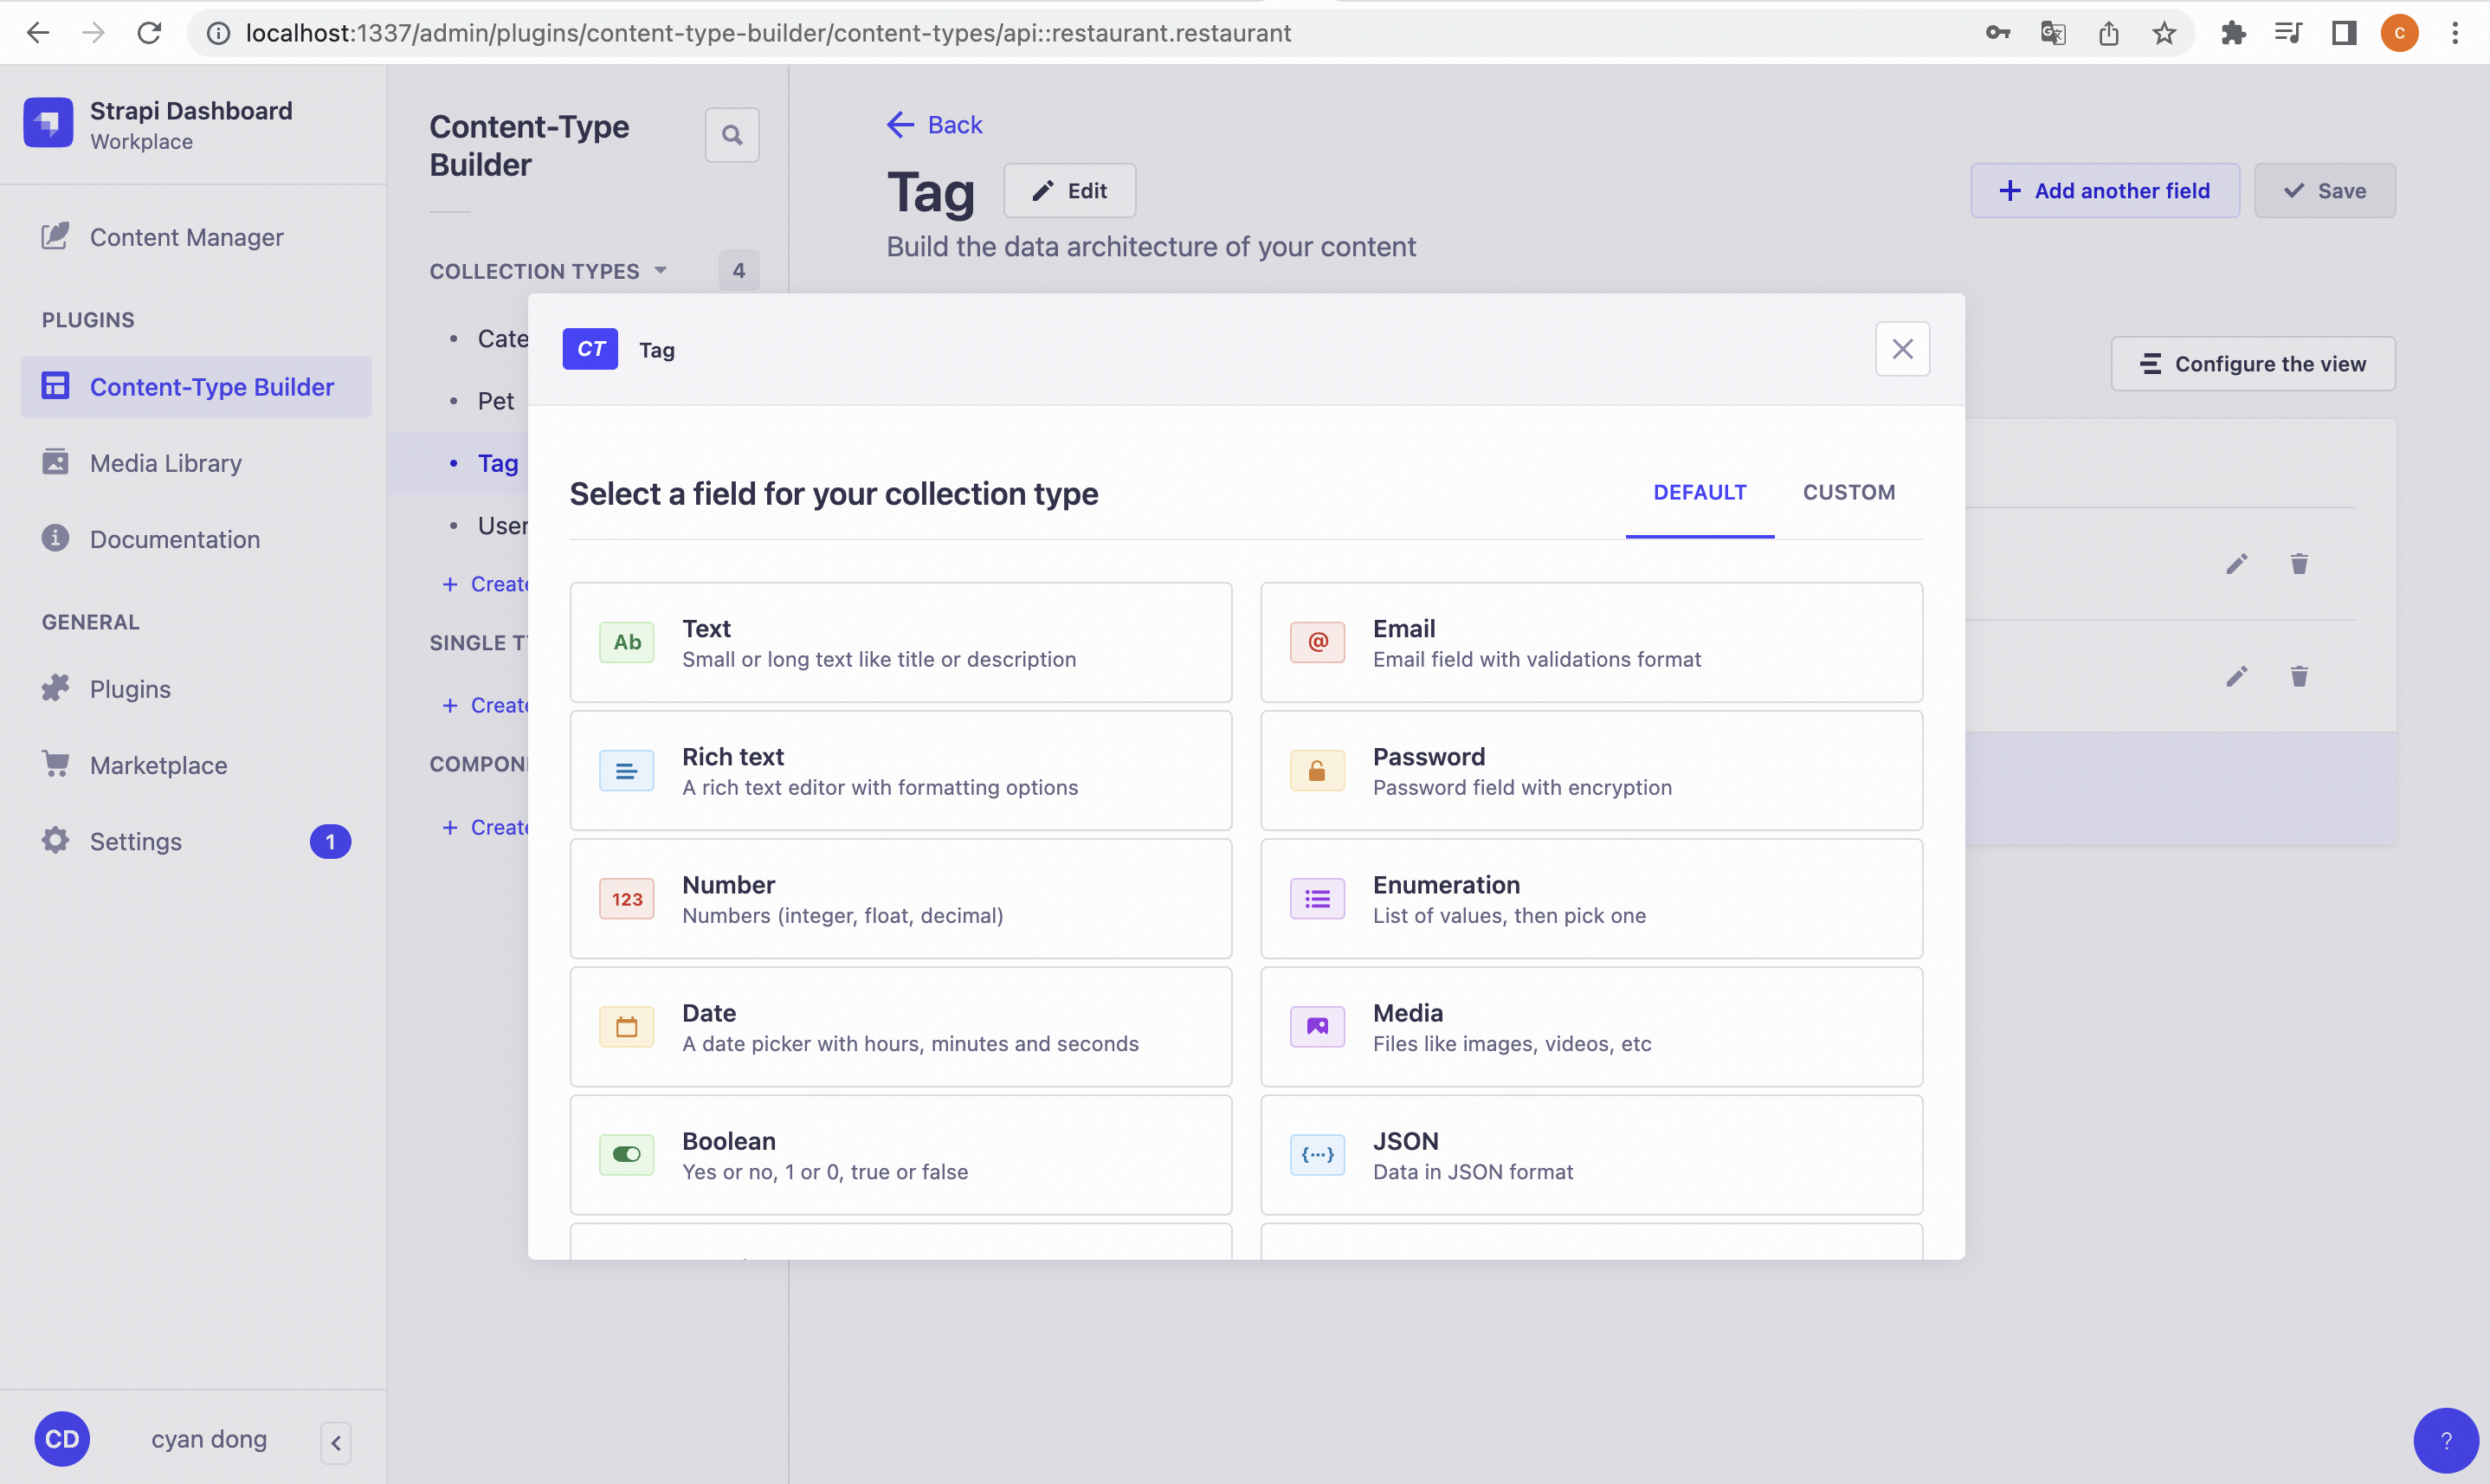 localhost:1337/admin/plugins/content-type-builder/content-types/api::restaurant.restaurant
C
Strapi Dashboard
Workplace
Content Manager
PLUGINS
Content-Type Builder
Media Library
Documentation
GENERAL
Plugins
Marketplace
Settings
1
CD
cyan dong
Content-Type
Builder
COLLECTION TYPES
4
Cate
Pet
Tag
User
+ Create
SINGLE T
+ Create
COMPON
+ Create
Back
Tag
Edit
Build the data architecture of your content
Add another field
Save
Configure the view
CT
Tag
Select a field for your collection type
DEFAULT
CUSTOM
Ab
Text
Small or long text like title or description
@
Email
Email field with validations format
Rich text
A rich text editor with formatting options
Password
Password field with encryption
123
Number
Numbers (integer, float, decimal)
Enumeration
List of values, then pick one
Date
A date picker with hours, minutes and seconds
Media
Files like images, videos, etc
Boolean
Yes or no, 1 or 0, true or false
{···}
JSON
Data in JSON format
?